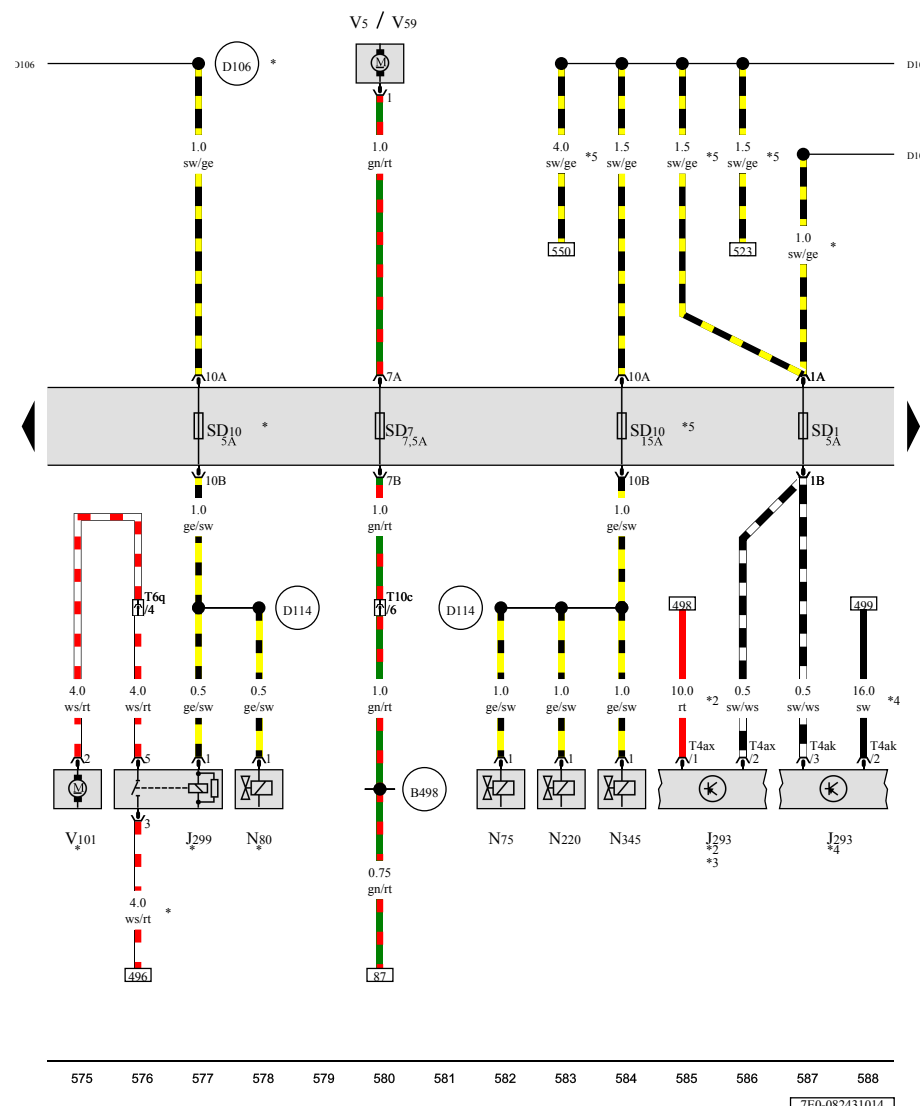 V5 / V59
D106
D106
*
M
1
1.0
sw/ge
1.0
gn/rt
4.0
sw/ge
*5
1.5
sw/ge
1.5
sw/ge
*5
1.5
sw/ge
*5
550
523
1.0
sw/ge
*
10A
7A
10A
1A
SD10
5A
*
SD7
7,5A
SD10
15A
*5
SD1
5A
10B
7B
10B
1B
1.0
ge/sw
1.0
gn/rt
1.0
ge/sw
T6q
/4
D114
T10c
/6
D114
498
499
4.0
ws/rt
4.0
ws/rt
0.5
ge/sw
0.5
ge/sw
1.0
gn/rt
1.0
ge/sw
1.0
ge/sw
1.0
ge/sw
10.0
rt
*2
0.5
sw/ws
0.5
sw/ws
16.0
sw
*4
2
5
1
1
1
1
1
T4ax
/1
T4ax
/2
T4ak
/3
T4ak
/2
M
B498
V101
*
3
J299
*
N80
*
N75
N220
N345
J293
*2
*3
J293
*4
4.0
ws/rt
*
0.75
gn/rt
496
87
575 576 577 578 579 580 581 582 583 584 585 586 587 588
7E0-082431014